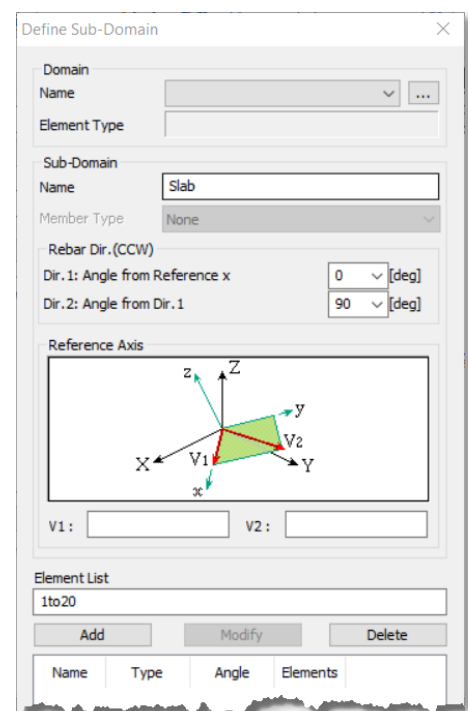 Define Sub-Domain
Domain
Name
...
Element Type
Sub-Domain
Name Slab
Member Type None
Rebar Dir.(CCW)
Dir.1: Angle from Reference x 0 [deg]
Dir.2: Angle from Dir.1 90 [deg]
Reference Axis
z Z
y
V2
X V1 Y
x
V1: V2:
Element List
1to20
Add Modify Delete
Name Type Angle Elements